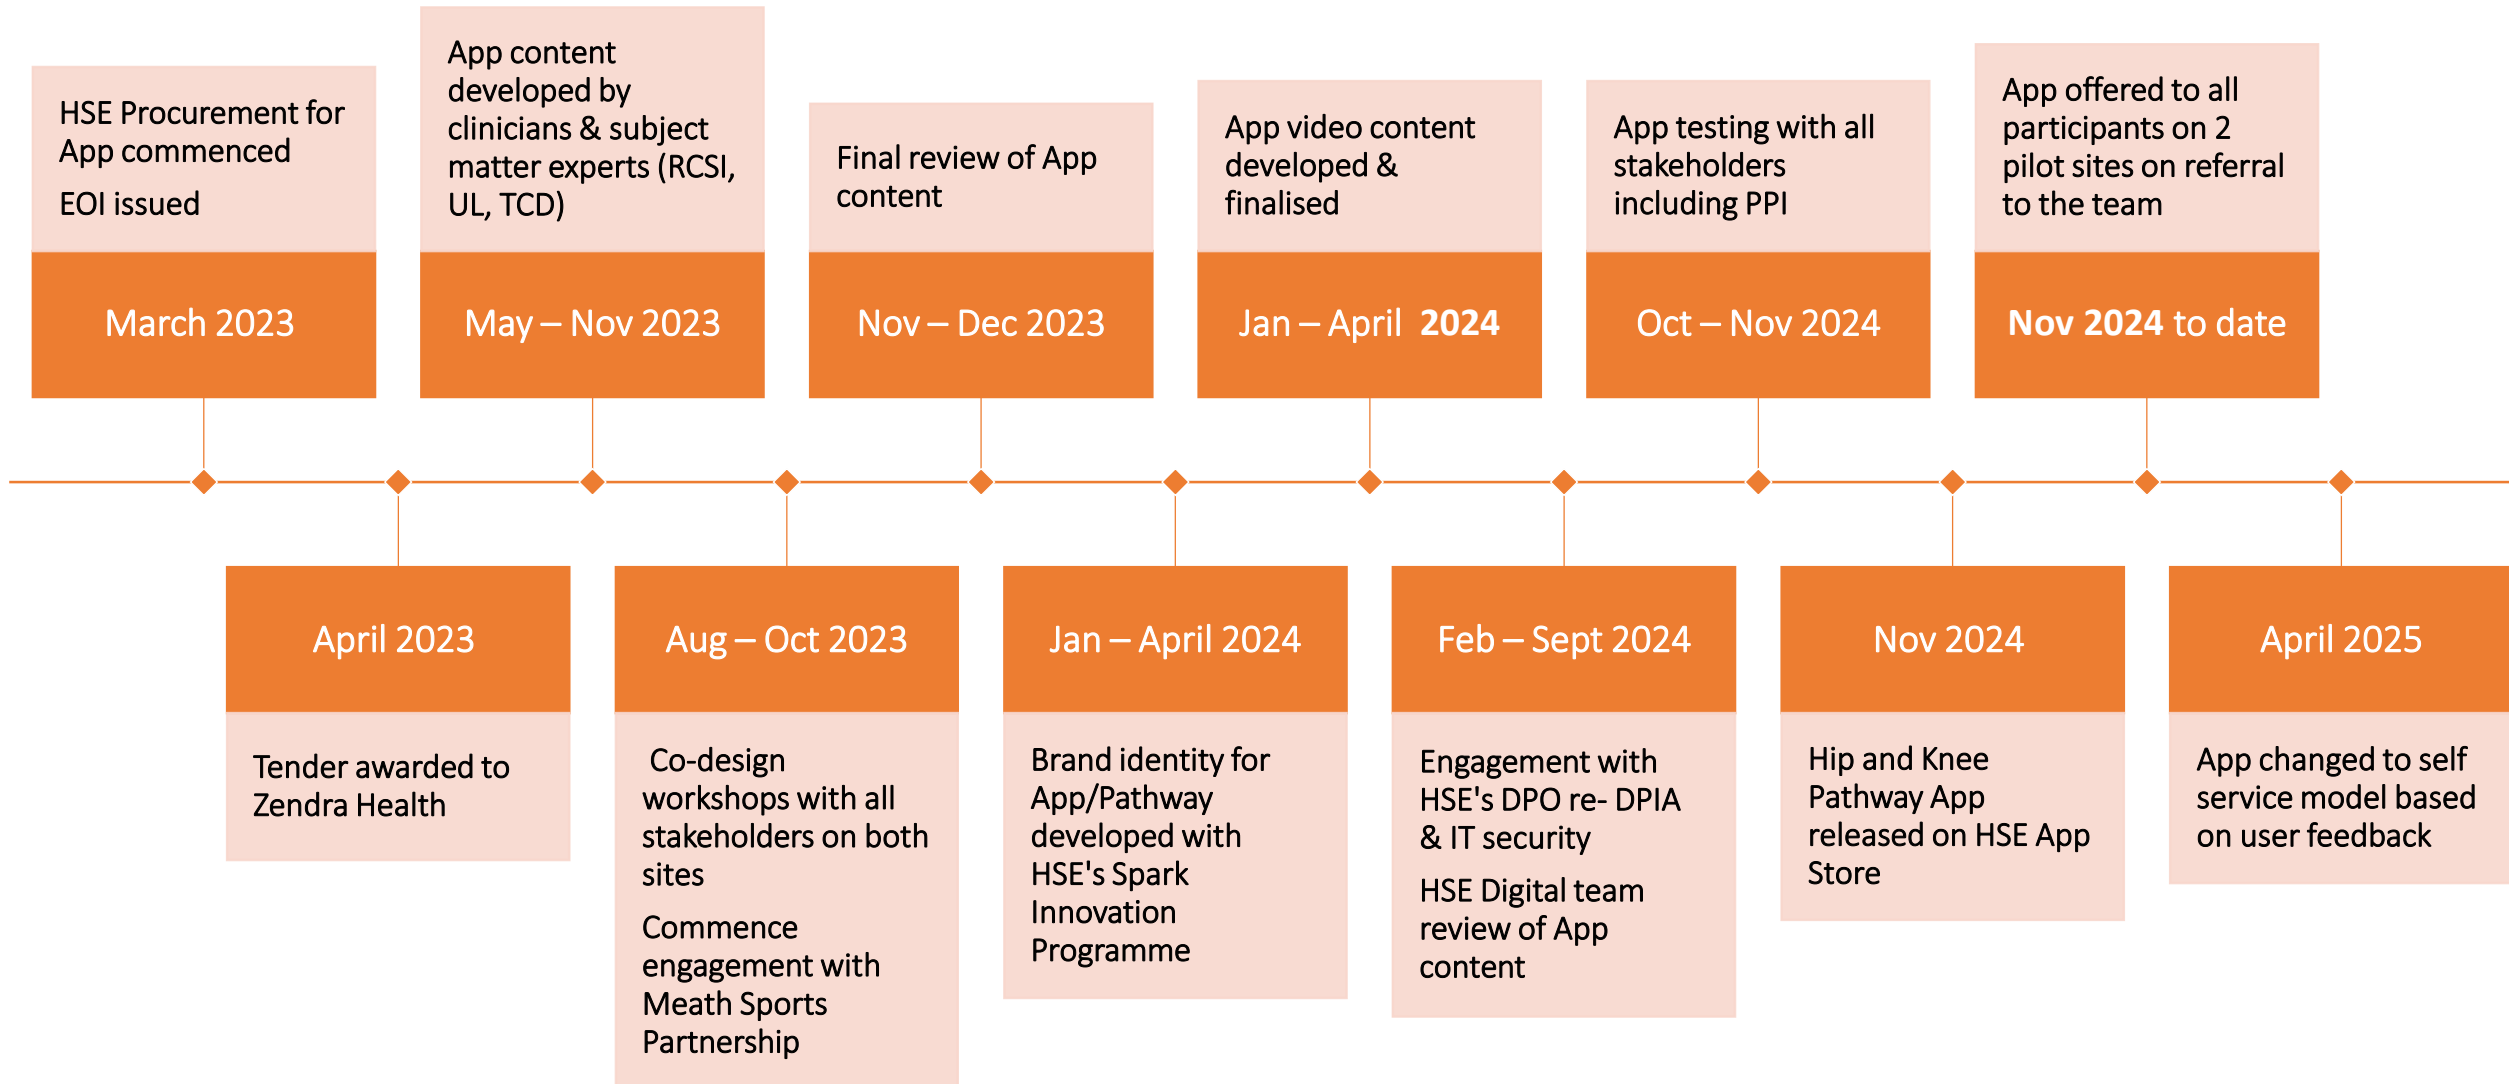 HSE Procurement for
App commenced
EOI issued
March 2023
April 2023
Tender awarded to
Zendra Health
App content
developed by
clinicians & subject
matter experts (RCSI,
UL, TCD)
May – Nov 2023
Aug – Oct 2023
Co-design
workshops with all
stakeholders on both
sites
Commence
engagement with
Meath Sports
Partnership
Final review of App
content
Nov – Dec 2023
Jan – April 2024
Brand identity for
App/Pathway
developed with
HSE's Spark
Innovation
Programme
App video content
developed &
finalised
Jan – April 2024
Feb – Sept 2024
Engagement with
HSE's DPO re- DPIA
& IT security
HSE Digital team
review of App
content
App testing with all
stakeholders
including PPI
Oct – Nov 2024
Nov 2024
Hip and Knee
Pathway App
released on HSE App
Store
App offered to all
participants on 2
pilot sites on referral
to the team
Nov 2024 to date
April 2025
App changed to self
service model based
on user feedback